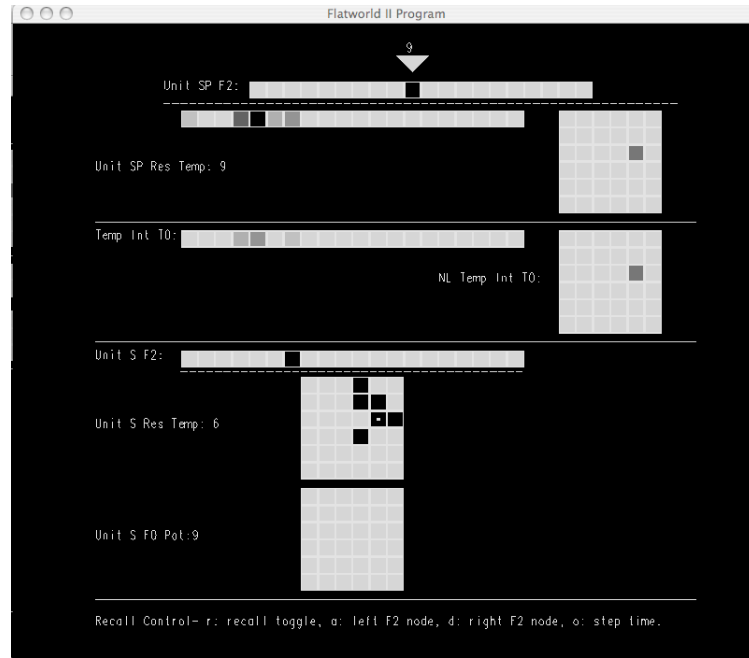 Flatworld II Program
9
Unit SP F2:
Unit SP Res Temp: 9
Temp Int T0:
NL Temp Int T0:
Unit S F2:
Unit S Res Temp: 6
Unit S FQ Pot:9
Recall Control- r: recall toggle, a: left F2 node, d: right F2 node, o: step time.